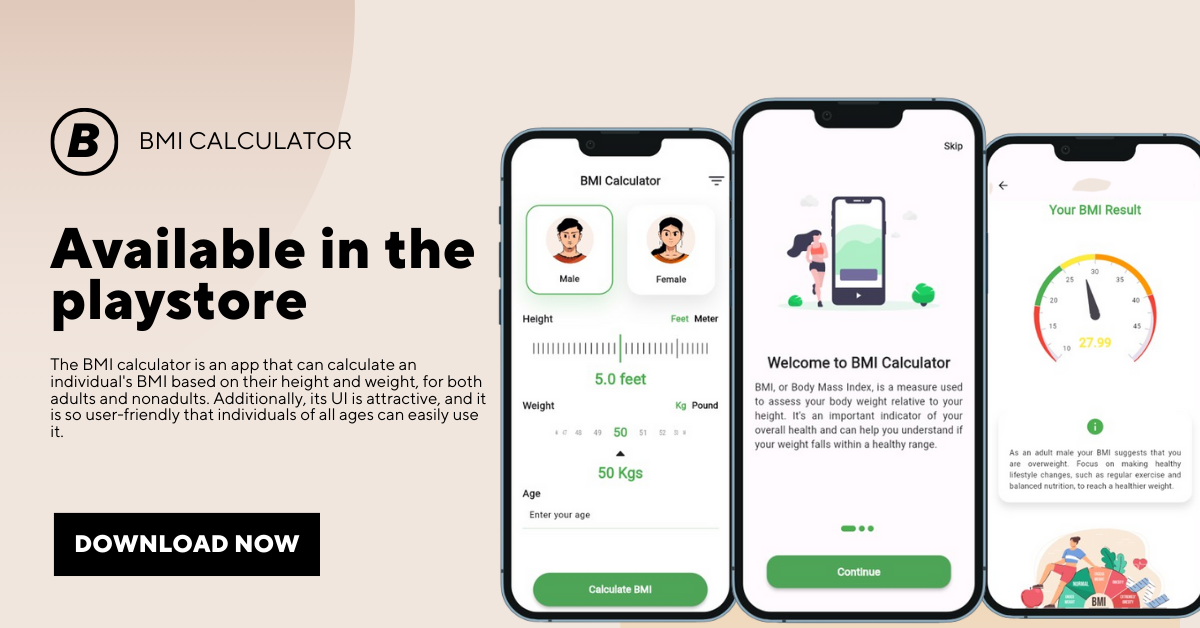 B
BMI CALCULATOR
Available in the
playstore
The BMI calculator is an app that can calculate an
individual's BMI based on their height and weight, for both
adults and nonadults. Additionally, its UI is attractive, and it
is so user-friendly that individuals of all ages can easily use
it.
DOWNLOAD NOW
BMI Calculator
Male
Female
Height
Feet Meter
5.0 feet
Weight
Kg Pound
48 49 50 51 52
50 Kgs
Age
Enter your age
Calculate BMI
Skip
Welcome to BMI Calculator
BMI, or Body Mass Index, is a measure used
to assess your body weight relative to your
height. It's an important indicator of your
overall health and can help you understand if
your weight falls within a healthy range.
Continue
Your BMI Result
10 15 20 25 30 35 40 45
27.99
As an adult male your BMI suggests that you
are overweight. Focus on making healthy
lifestyle changes, such as regular exercise and
balanced nutrition, to reach a healthier weight.
NORMAL
BMI